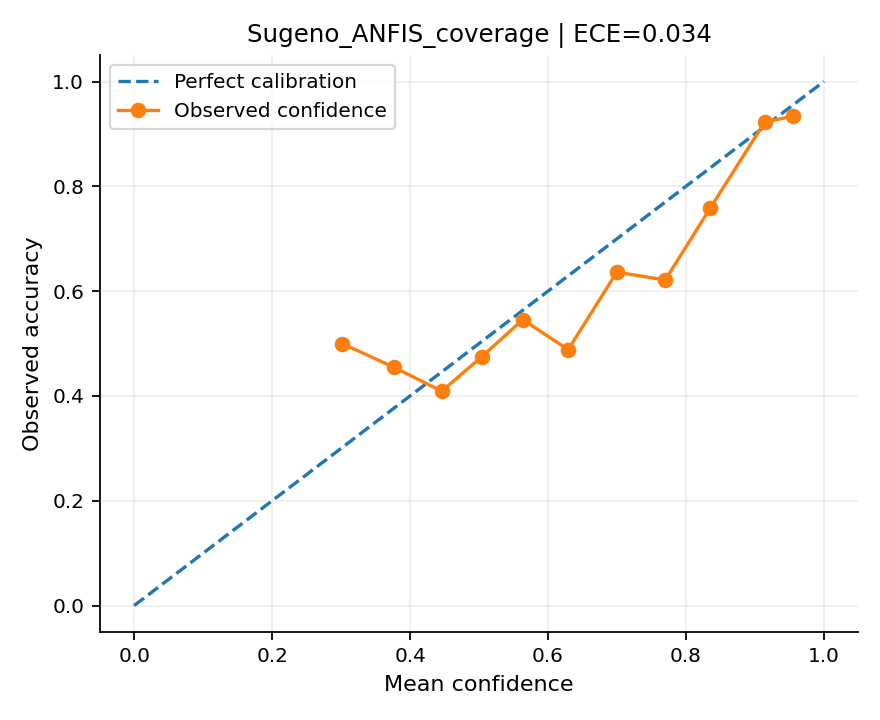 Sugeno_ANFIS_coverage | ECE=0.034
Perfect calibration
Observed confidence
Observed accuracy
1.0
0.8
0.6
0.4
0.2
0.0
0.0 0.2 0.4 0.6 0.8 1.0
Mean confidence